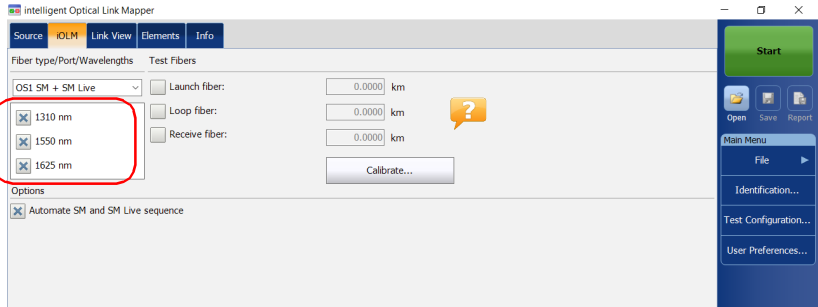 intelligent Optical Link Mapper
Source iOLM Link View Elements Info
Fiber type/Port/Wavelengths Test Fibers
OS1 SM + SM Live
1310 nm
1550 nm
1625 nm
Launch fiber: 0.0000 km
Loop fiber: 0.0000 km
Receive fiber: 0.0000 km
?
Calibrate...
Options
Automate SM and SM Live sequence
Start
Open Save Report
Main Menu
File
Identification...
Test Configuration...
User Preferences...